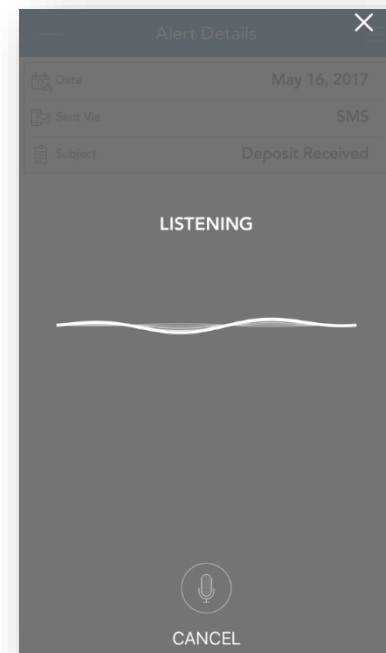 Alert Details
Date May 16, 2017
Sent Via SMS
Subject Deposit Received
LISTENING
CANCEL